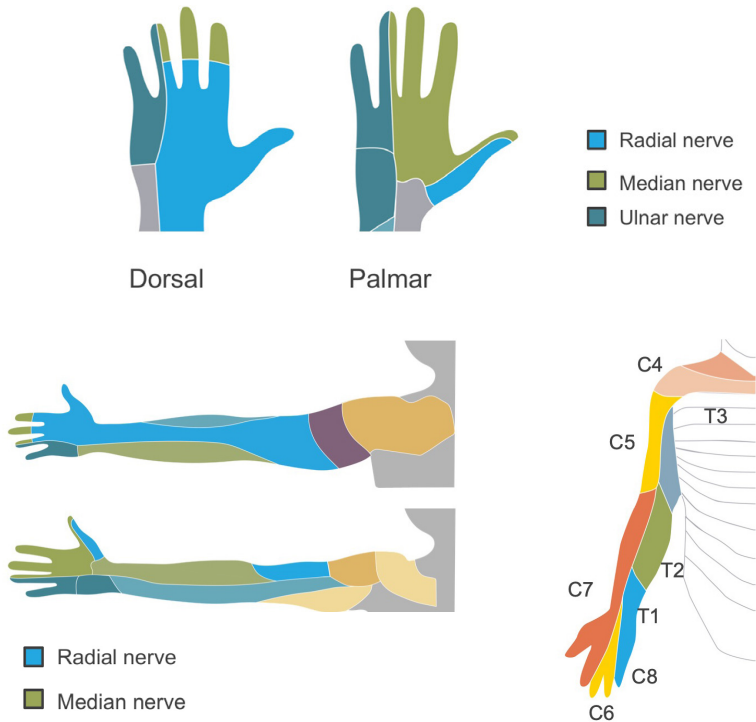 Radial nerve
Median nerve
Ulnar nerve
Dorsal
Palmar
C4
T3
C5
C7
T2
T1
C8
C6
Radial nerve
Median nerve